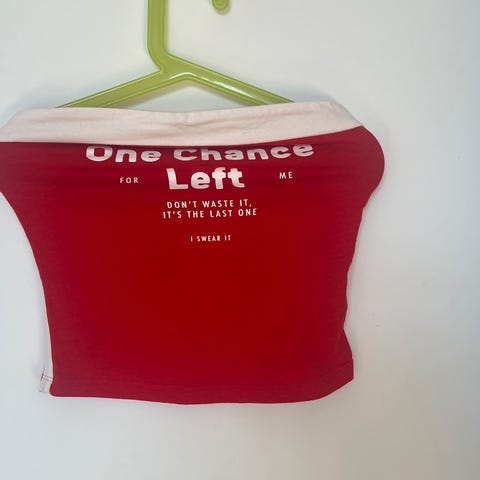 One Chance
FOR Left ME
DON'T WASTE IT,
IT'S THE LAST ONE
I SWEAR IT